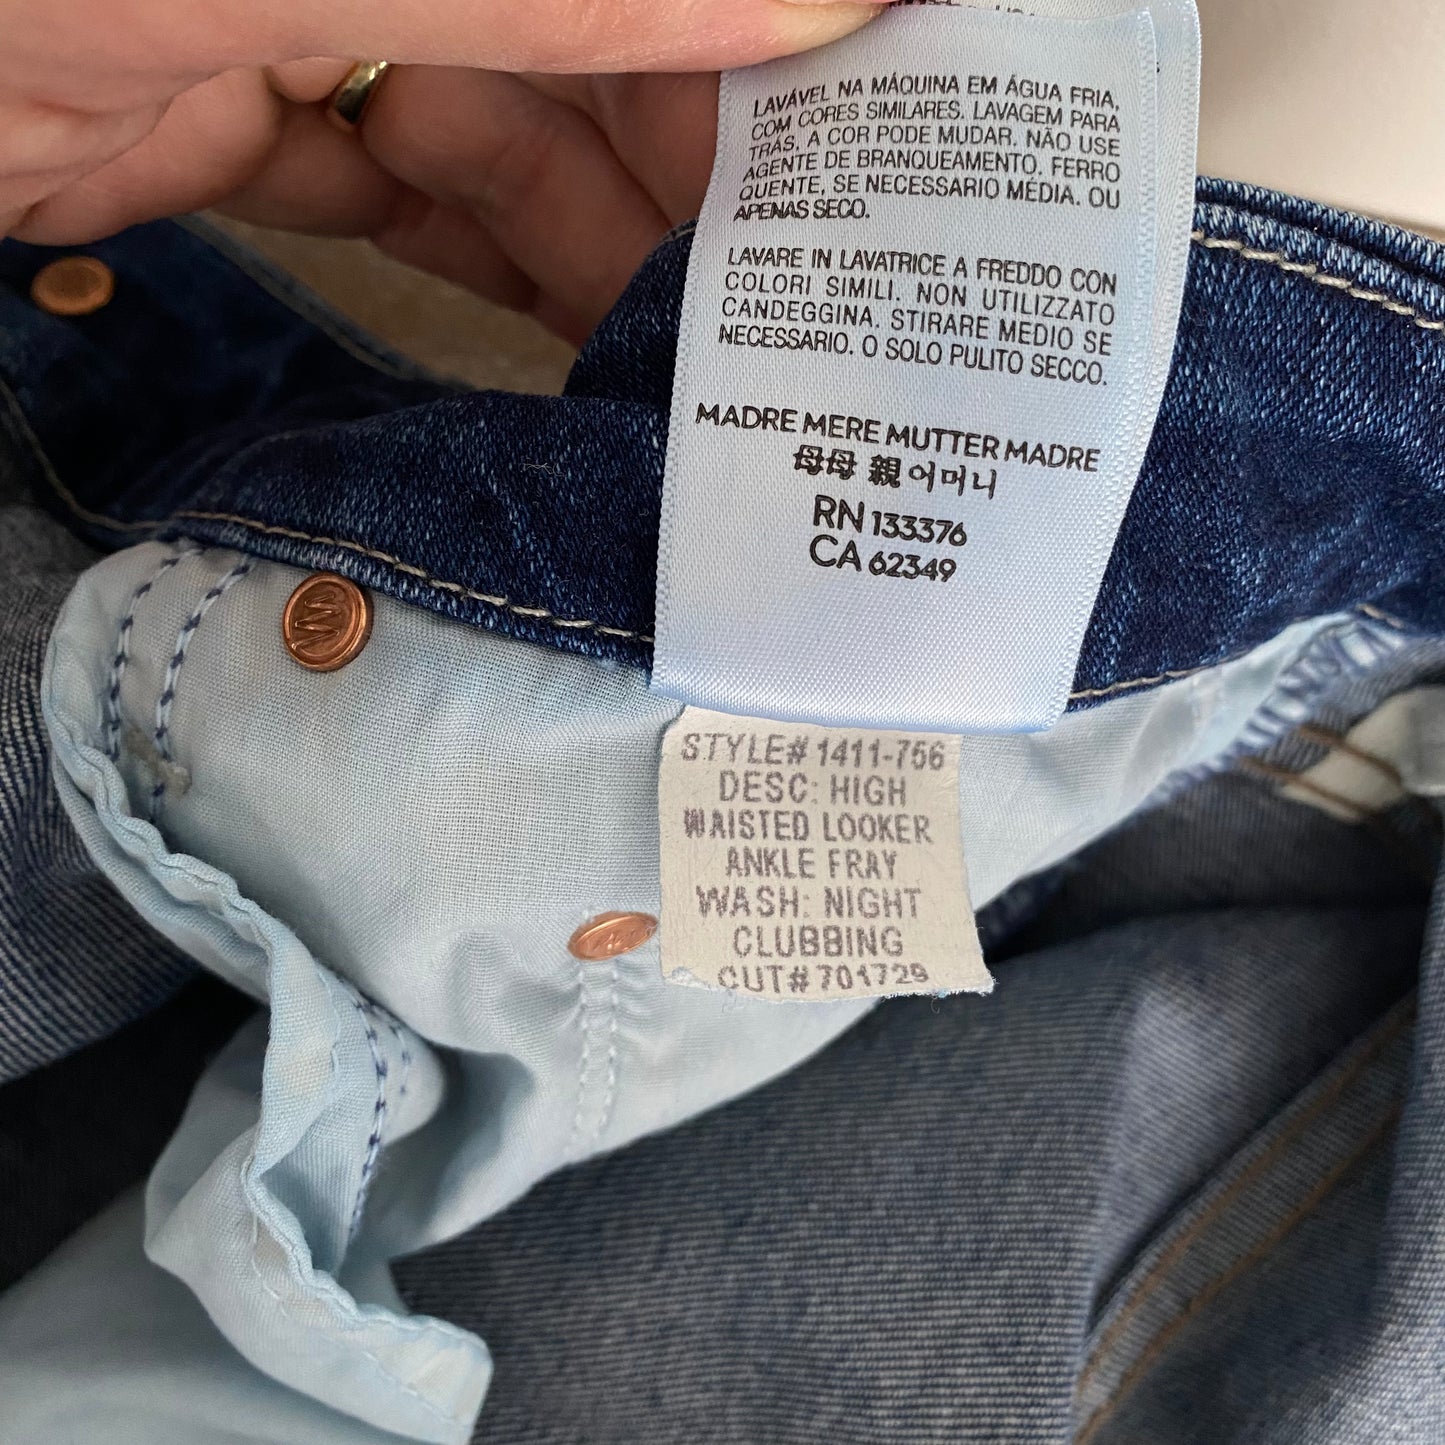 LAVÁVEL NA MÁQUINA EM ÁGUA FRIA,
COM CORES SIMILARES. LAVAGEM PARA
TRÁS, A COR PODE MUDAR. NÃO USE
AGENTE DE BRANQUEAMENTO. FERRO
QUENTE, SE NECESSARIO MÉDIA. OU
APENAS SECO.
LAVARE IN LAVATRICE A FREDDO CON
COLORI SIMILI. NON UTILIZZATO
CANDEGGINA. STIRARE MEDIO SE
NECESSARIO. O SOLO PULITO SECCO.
MADRE MERE MUTTER MADRE
母母 親 어머니
RN 133376
CA 62349
STYLE# 1411-756
DESC: HIGH
WAISTED LOOKER
ANKLE FRAY
WASH: NIGHT
CLUBBING
CUT# 701729